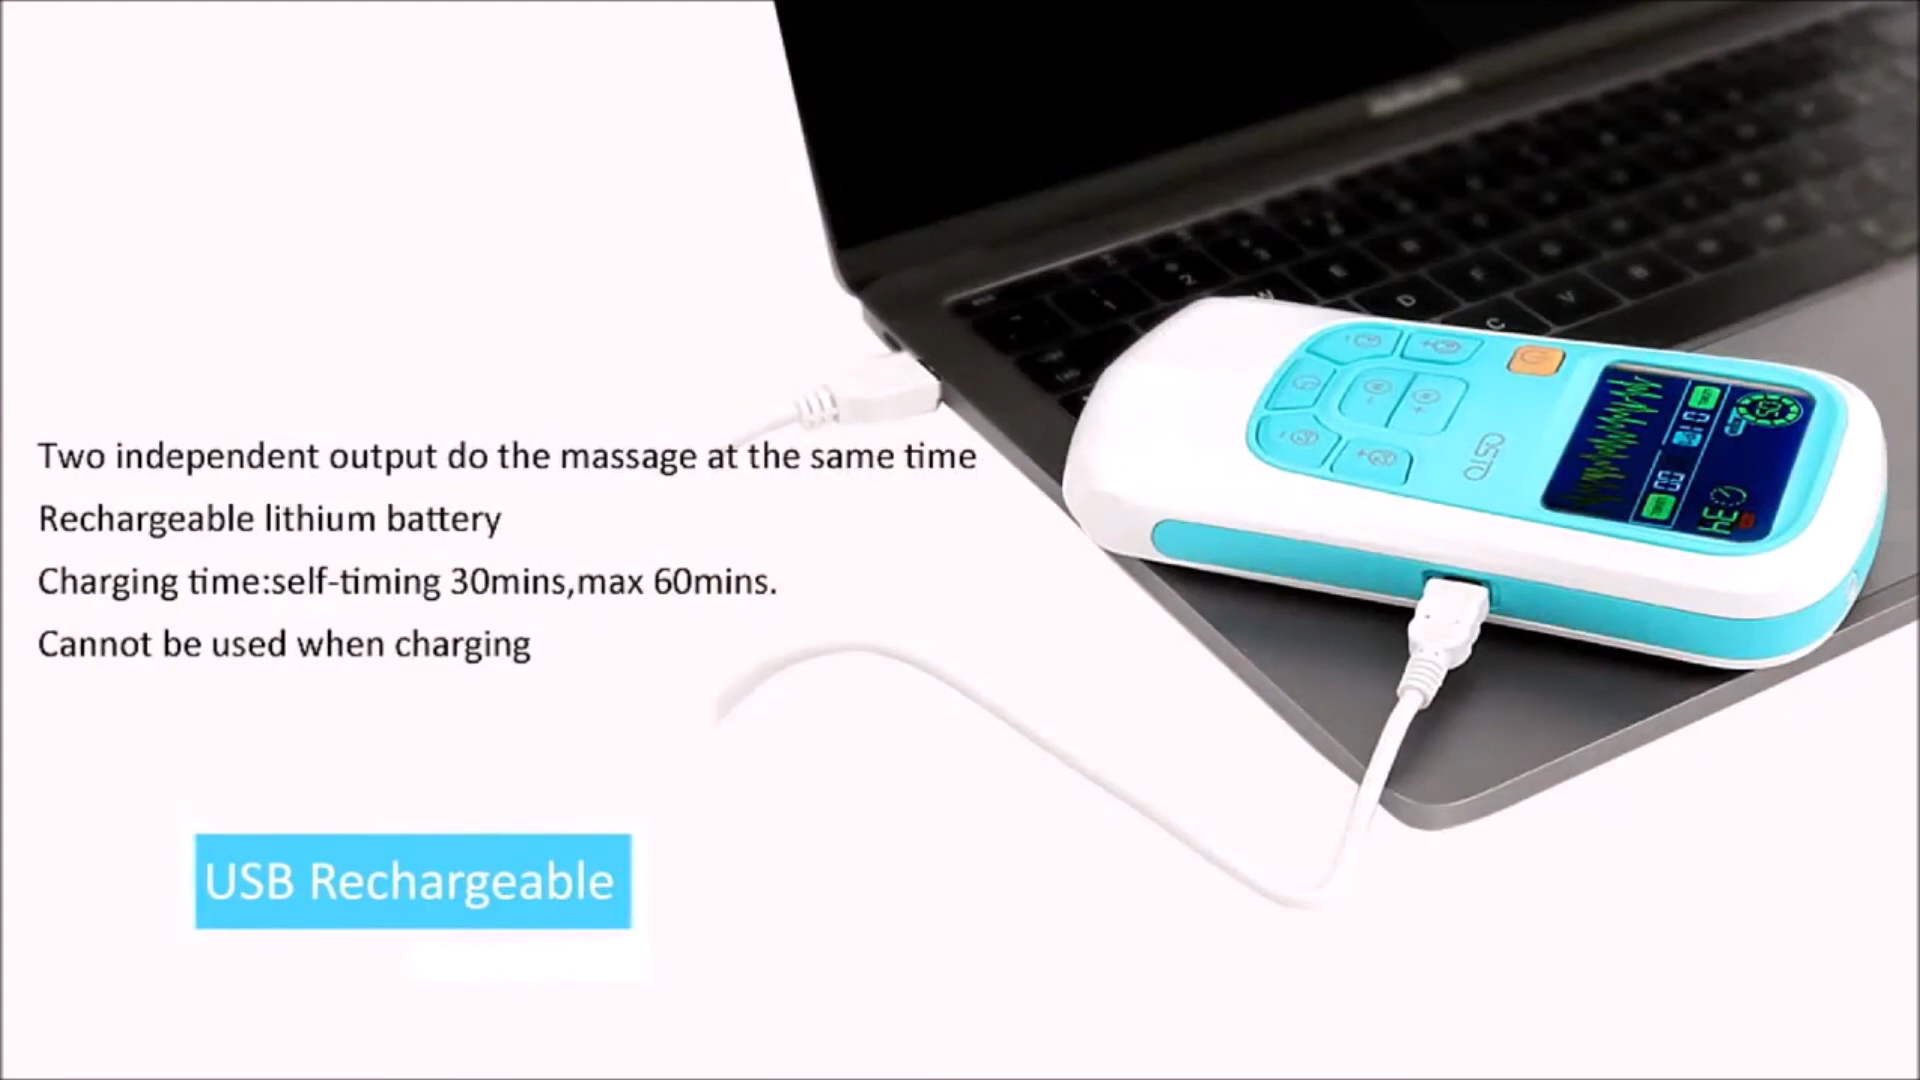 Two independent output do the massage at the same time
Rechargeable lithium battery
Charging time:self-timing 30mins,max 60mins.
Cannot be used when charging
USB Rechargeable